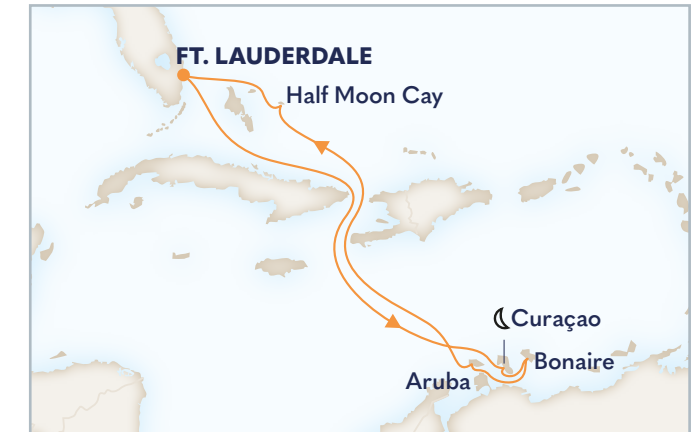 FT. LAUDERDALE
Half Moon Cay
Curaçao
Bonaire
Aruba